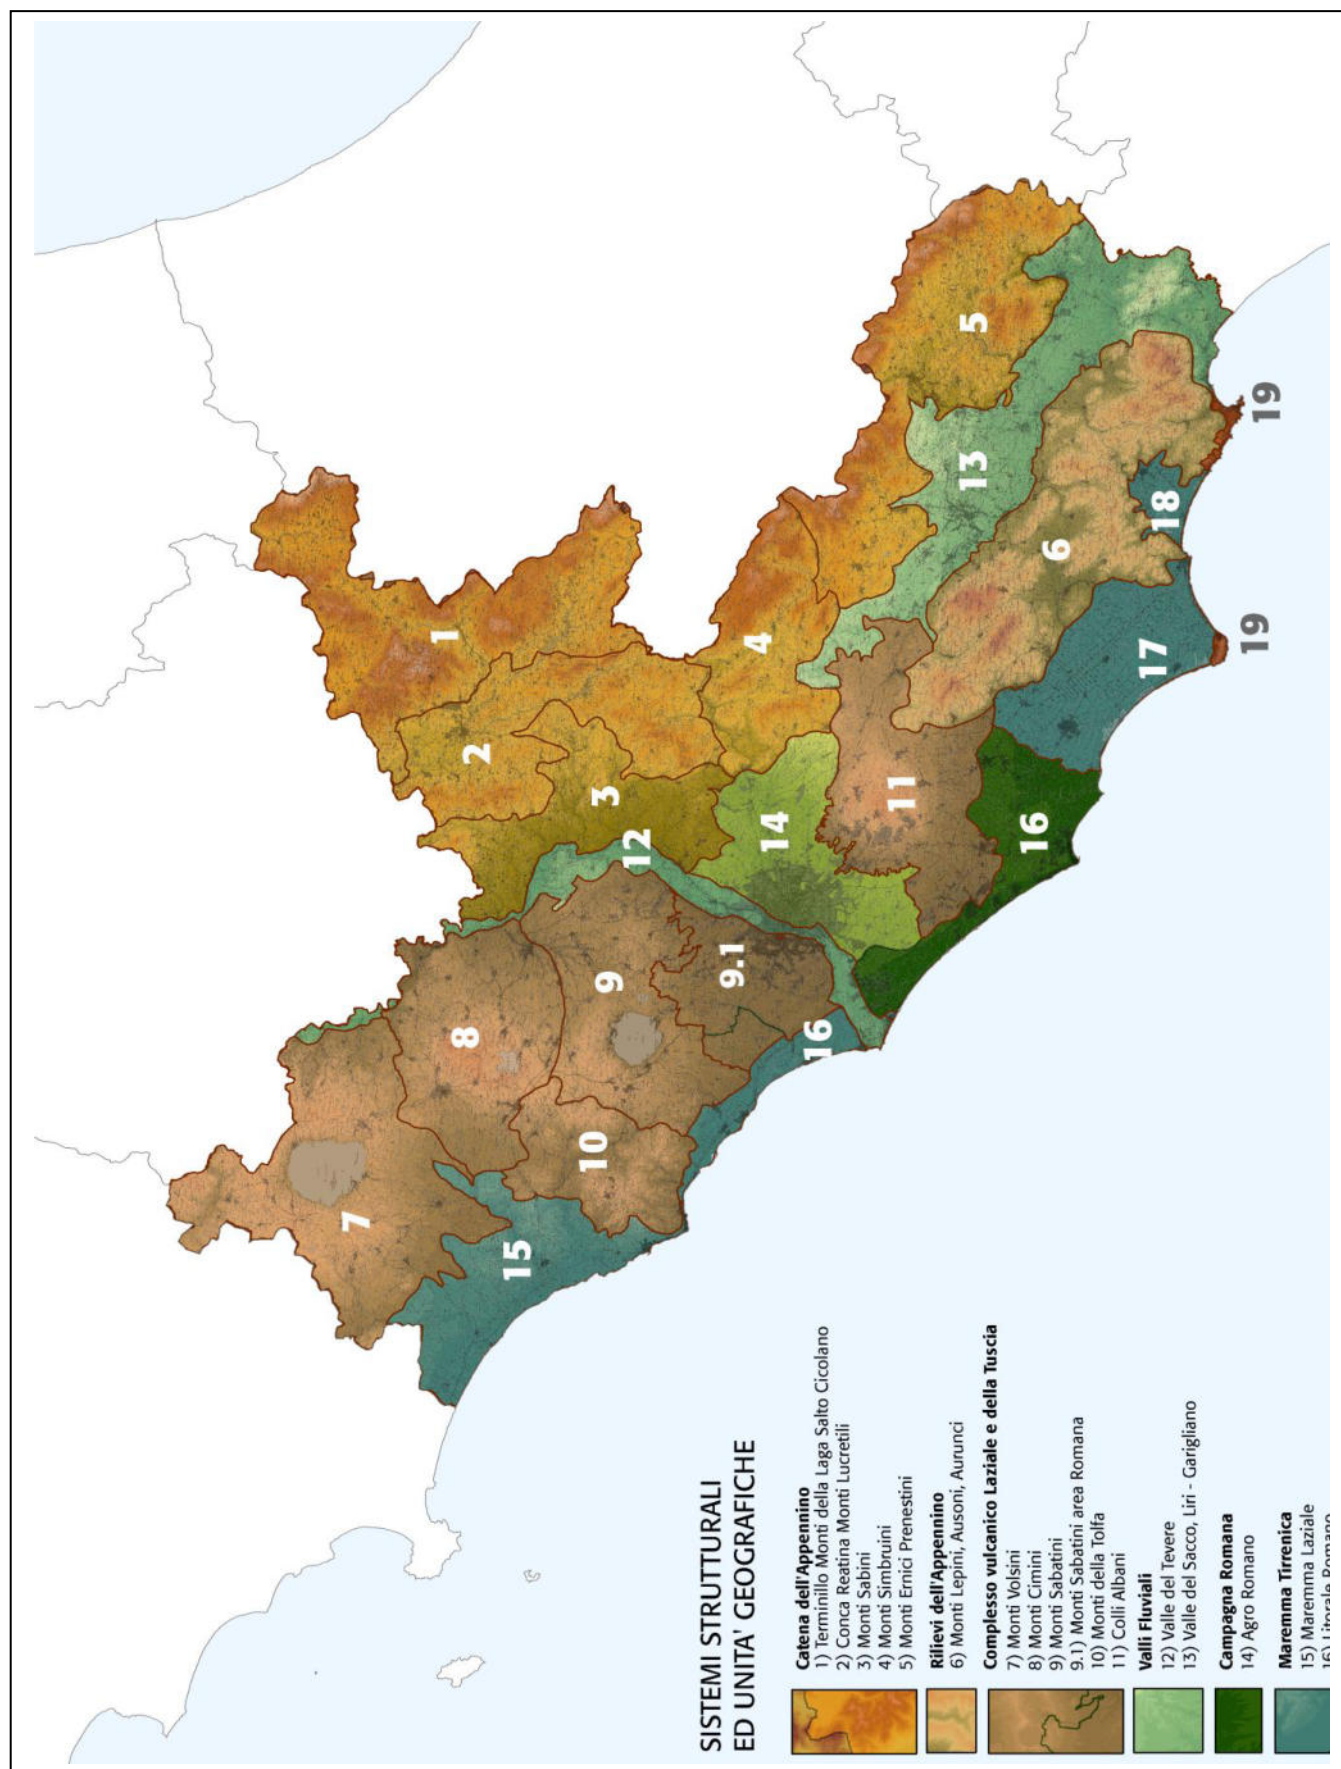 SISTEMI STRUTTURALI
ED UNITA' GEOGRAFICHE
Catena dell'Appennino
1) Terminillo Monti della Laga Salto Cicolano
2) Conca Reatina Monti Lucretili
3) Monti Sabini
4) Monti Simbruini
5) Monti Ernici Prenestini
Rilievi dell'Appennino
6) Monti Lepini, Ausoni, Aurunci
Complesso vulcanico Laziale e della Tuscia
7) Monti Volsini
8) Monti Cimini
9) Monti Sabatini
9.1) Monti Sabatini area Romana
10) Monti della Tolfa
11) Colli Albani
Valli Fluviali
12) Valle del Tevere
13) Valle del Sacco, Liri - Garigliano
Campagna Romana
14) Agro Romano
Maremma Tirrenica
15) Maremma Laziale
16) Litorale Romano
7
15
10
8
9
9.1
16
12
3
2
1
14
4
11
16
17
6
13
5
18
19
19